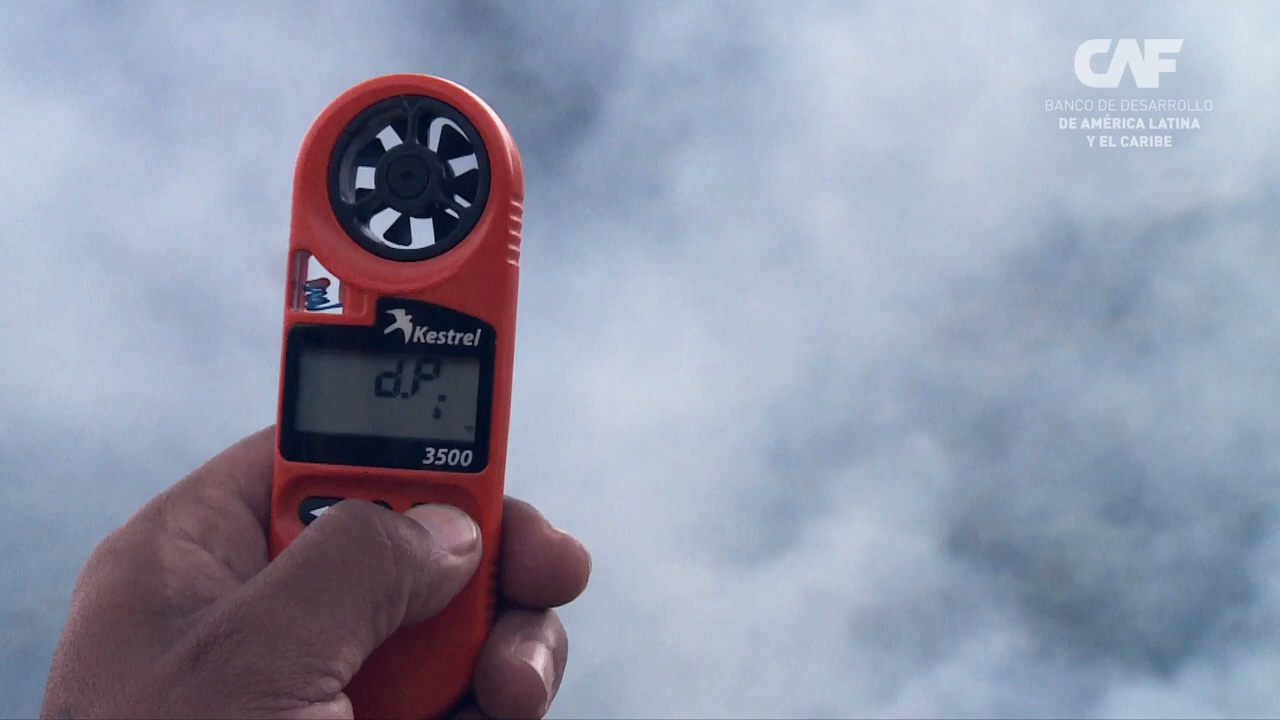 CAF
BANCO DE DESARROLLO
DE AMÉRICA LATINA
Y EL CARIBE
Kestrel
d.P.
3500